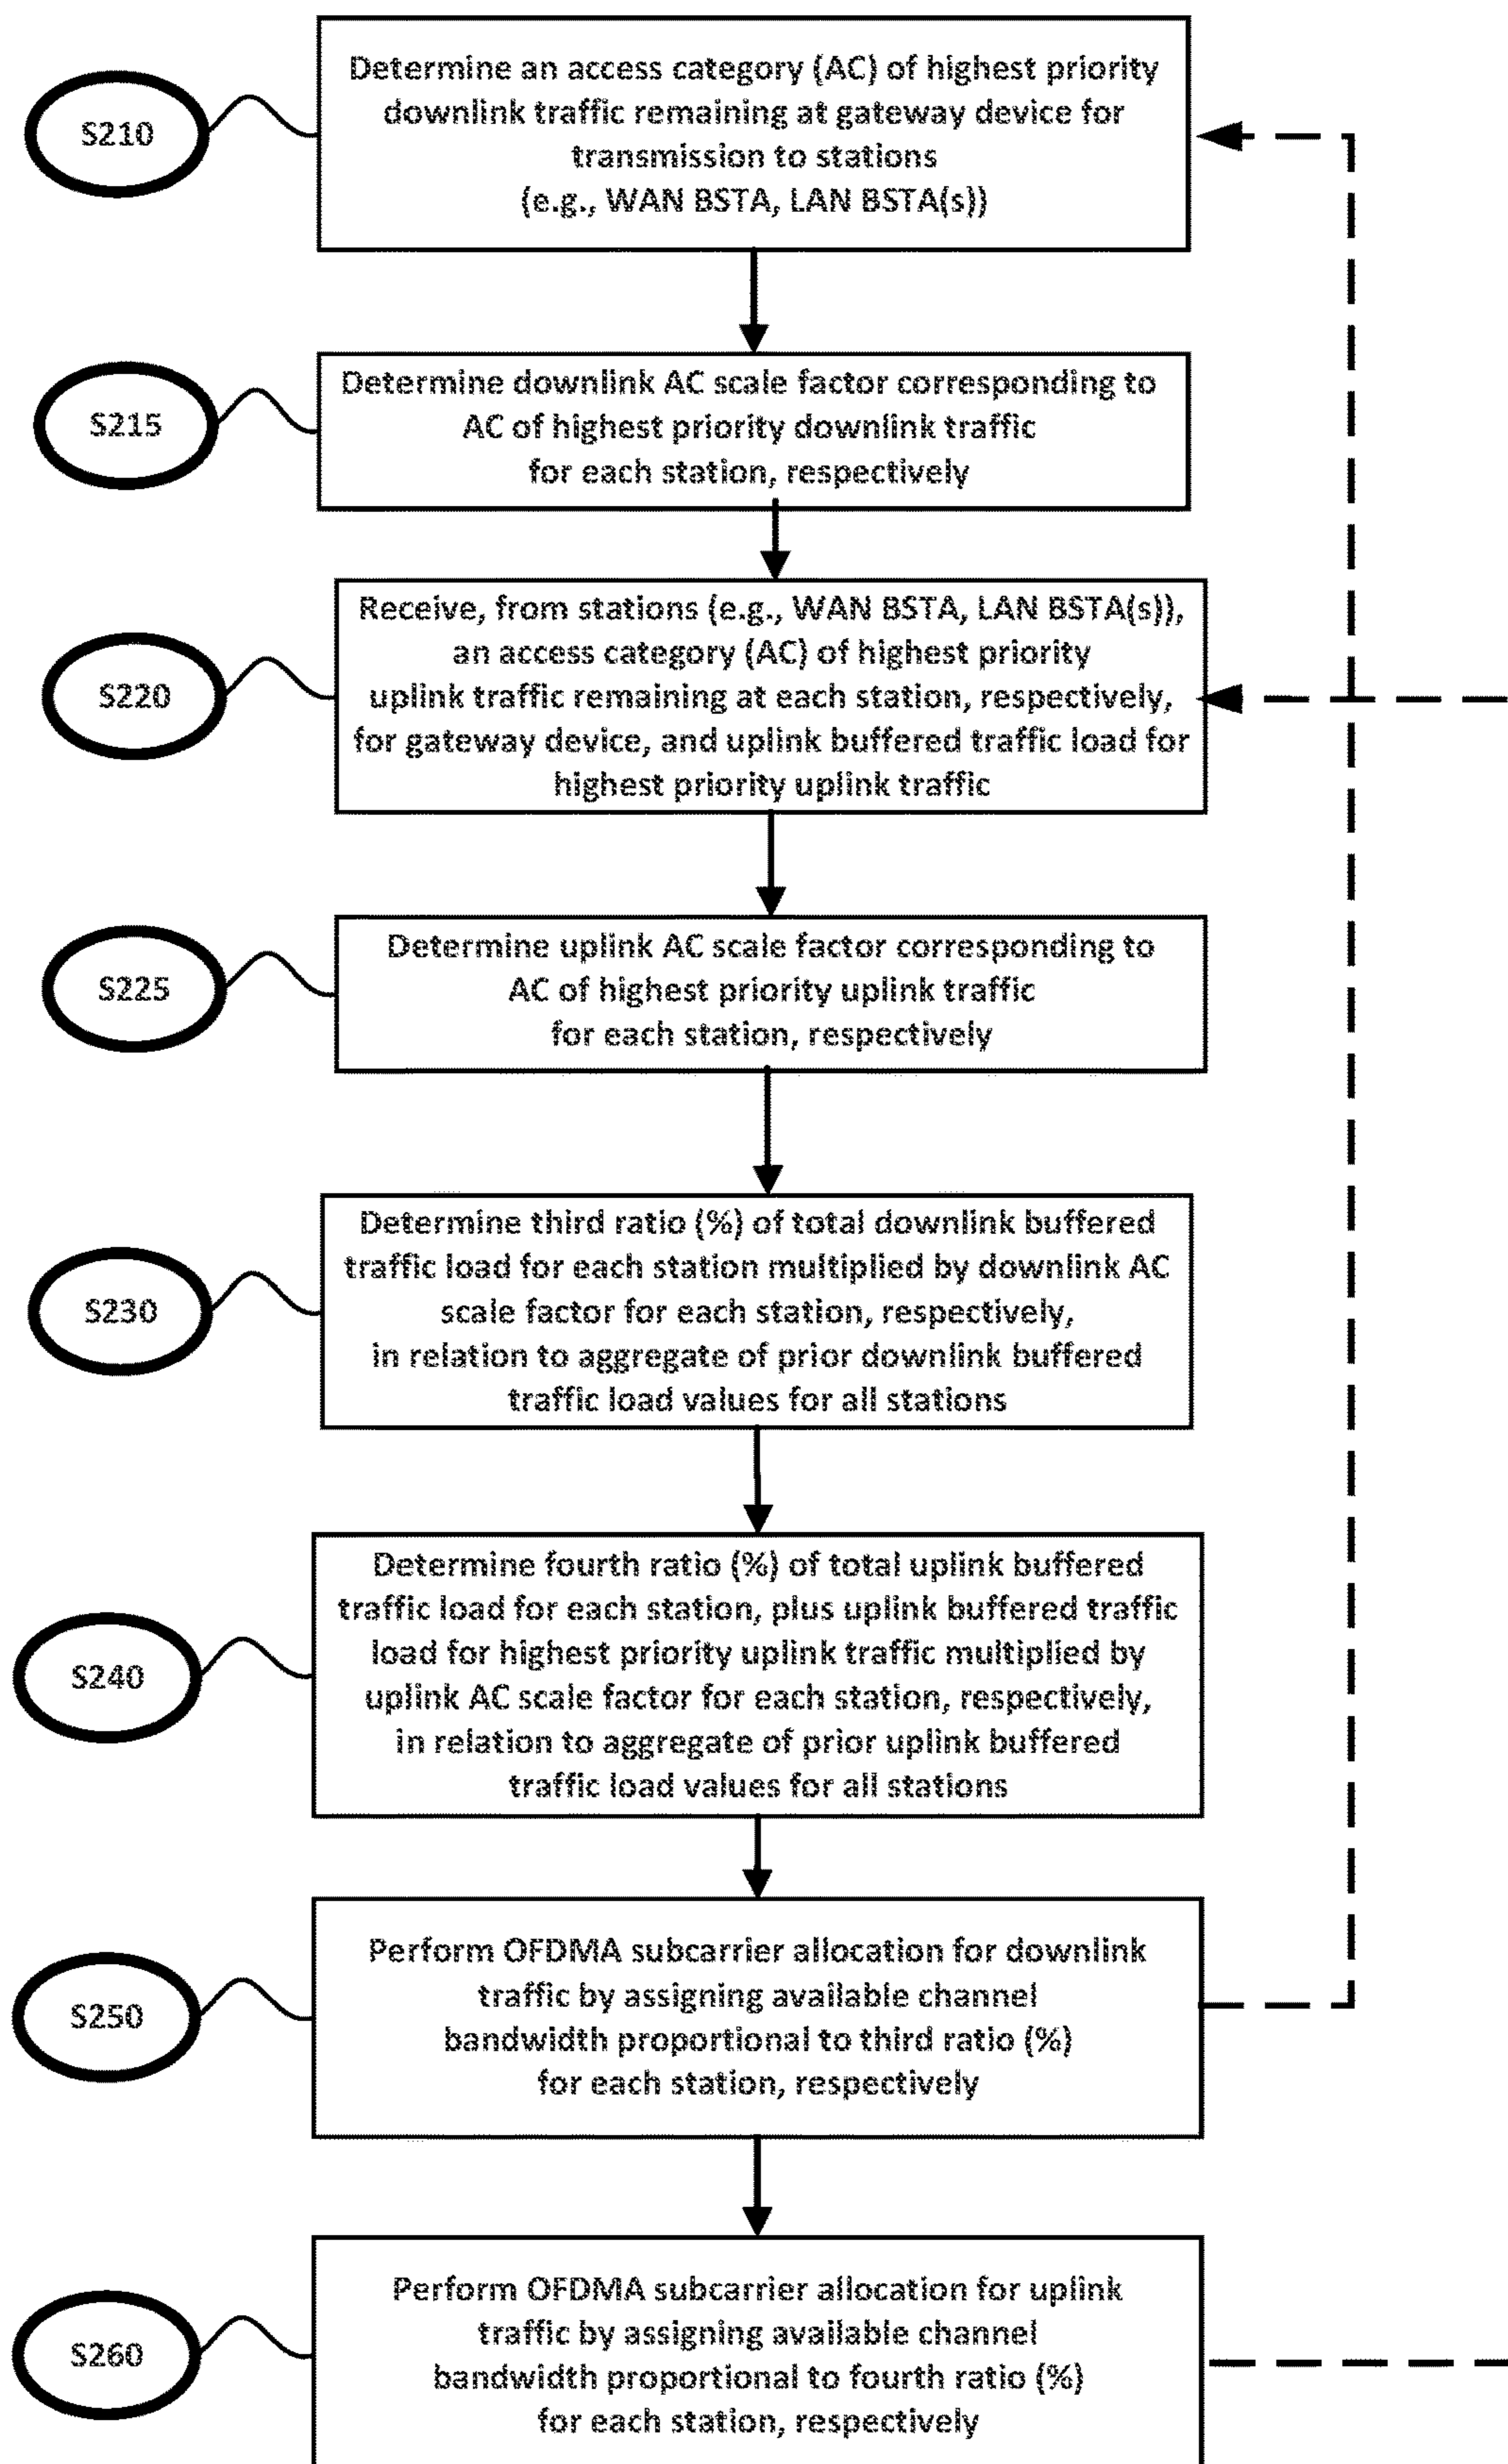 S210
Determine an access category (AC) of highest priority
downlink traffic remaining at gateway device for
transmission to stations
(e.g., WAN BSTA, LAN BSTA(s))
S215
Determine downlink AC scale factor corresponding to
AC of highest priority downlink traffic
for each station, respectively
S220
Receive, from stations (e.g., WAN BSTA, LAN BSTA(s)),
an access category (AC) of highest priority
uplink traffic remaining at each station, respectively,
for gateway device, and uplink buffered traffic load for
highest priority uplink traffic
S225
Determine uplink AC scale factor corresponding to
AC of highest priority uplink traffic
for each station, respectively
S230
Determine third ratio (%) of total downlink buffered
traffic load for each station multiplied by downlink AC
scale factor for each station, respectively,
in relation to aggregate of prior downlink buffered
traffic load values for all stations
S240
Determine fourth ratio (%) of total uplink buffered
traffic load for each station, plus uplink buffered traffic
load for highest priority uplink traffic multiplied by
uplink AC scale factor for each station, respectively,
in relation to aggregate of prior uplink buffered
traffic load values for all stations
S250
Perform OFDMA subcarrier allocation for downlink
traffic by assigning available channel
bandwidth proportional to third ratio (%)
for each station, respectively
S260
Perform OFDMA subcarrier allocation for uplink
traffic by assigning available channel
bandwidth proportional to fourth ratio (%)
for each station, respectively